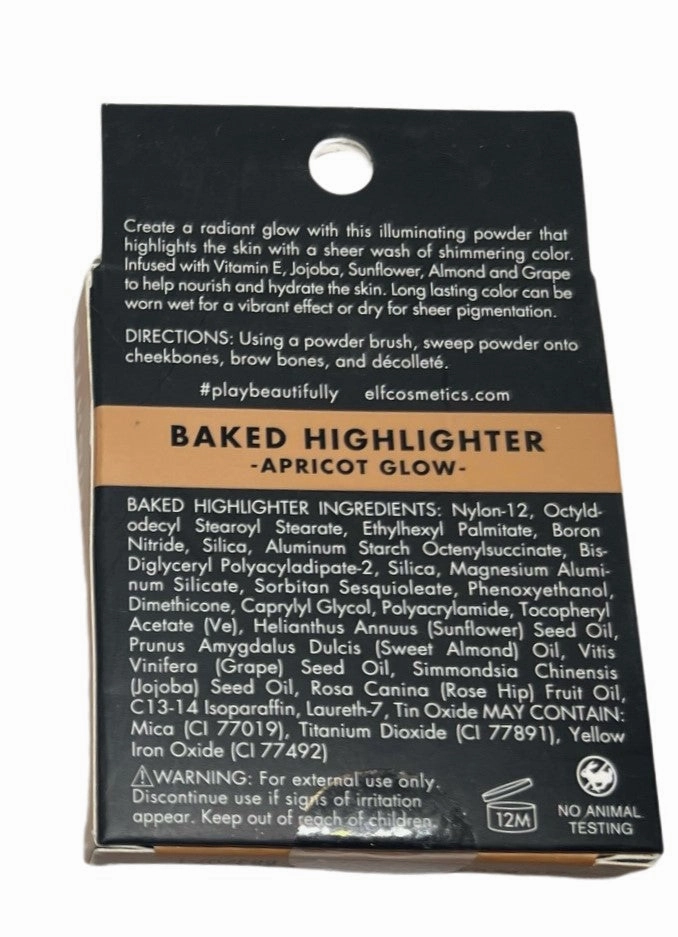 Create a radiant glow with this illuminating powder that
highlights the skin with a sheer wash of shimmering color.
Infused with Vitamin E, Jojoba, Sunflower, Almond and Grape
to help nourish and hydrate the skin. Long lasting color can be
worn wet for a vibrant effect or dry for sheer pigmentation.
DIRECTIONS: Using a powder brush, sweep powder onto
cheekbones, brow bones, and décolleté.
#playbeautifully elfcosmetics.com
BAKED HIGHLIGHTER
-APRICOT GLOW-
BAKED HIGHLIGHTER INGREDIENTS: Nylon-12, Octyld-
odecyl Stearoyl Stearate, Ethylhexyl Palmitate, Boron
Nitride, Silica, Aluminum Starch Octenylsuccinate, Bis-
Diglyceryl Polyacyladipate-2, Silica, Magnesium Alumi-
num Silicate, Sorbitan Sesquioleate, Phenoxyethanol,
Dimethicone, Caprylyl Glycol, Polyacrylamide, Tocopheryl
Acetate (Ve), Helianthus Annuus (Sunflower) Seed Oil,
Prunus Amygdalus Dulcis (Sweet Almond) Oil, Vitis
Vinifera (Grape) Seed Oil, Simmondsia Chinensis
(Jojoba) Seed Oil, Rosa Canina (Rose Hip) Fruit Oil,
C13-14 Isoparaffin, Laureth-7, Tin Oxide MAY CONTAIN:
Mica (CI 77019), Titanium Dioxide (CI 77891), Yellow
Iron Oxide (CI 77492)
WARNING: For external use only.
Discontinue use if signs of irritation
appear. Keep out of reach of children.
12M
NO ANIMAL
TESTING